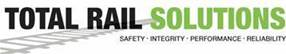 TOTAL RAIL SOLUTIONS
SAFETY · INTEGRITY · PERFORMANCE · RELIABILITY